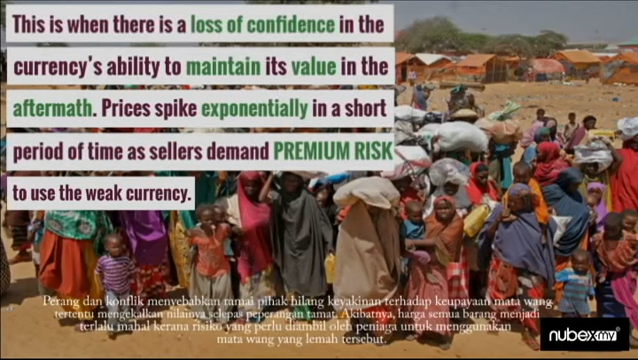 This is when there is a loss of confidence in the
currency's ability to maintain its value in the
aftermath. Prices spike exponentially in a short
period of time as sellers demand PREMIUM RISK
to use the weak currency.
Perang dan konflik menyebabkan ramai pihak hilang keyakinan terhadap keupayaan mata wang
tertentu mengekalkan nilainya selepas peperangan tamat. Akibatnya, harga semua barang menjadi
terlalu mahal kerana risiko yang perlu diambil oleh peniaga untuk menggunakan
mata wang yang lemah tersebut.
nubex.mv